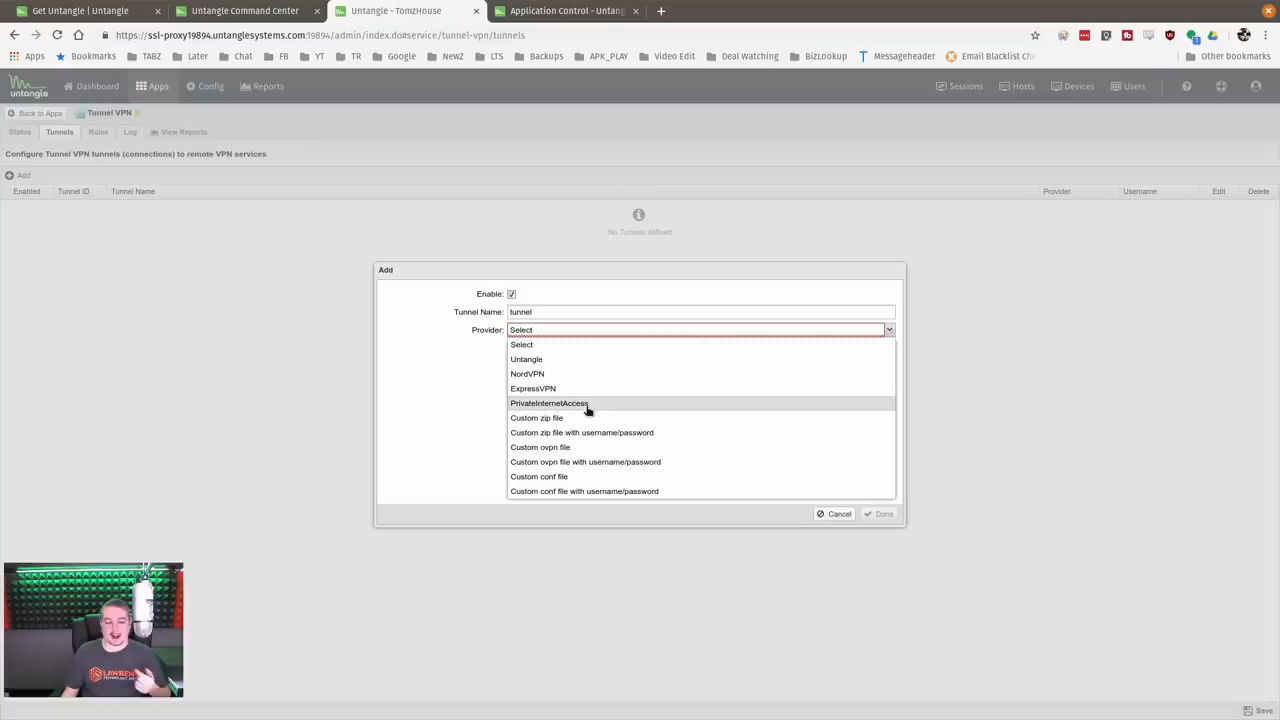 Get Untangle | Untangle
Untangle Command Center
Untangle - TomzHouse
Application Control - Untang
https://ssl-proxy19894.untanglesystems.com:19894/admin/index.do#service/tunnel-vpn/tunnels
Apps Bookmarks TABZ Later Chat FB YT TR Google NewZ LTS Backups APK_PLAY Video Edit Deal Watching BizLookup Messageheader Email Blacklist Che Other bookmarks
untangle Dashboard Apps Config Reports Sessions Hosts Devices Users
Back to Apps Tunnel VPN
Status Tunnels Rules Log View Reports
Configure Tunnel VPN tunnels (connections) to remote VPN services
Add
Enabled Tunnel ID Tunnel Name Provider Username Edit Delete
No Tunnels defined
Add
Enable:
Tunnel Name: tunnel
Provider: Select
Select
Untangle
NordVPN
ExpressVPN
PrivateInternetAccess
Custom zip file
Custom zip file with username/password
Custom ovpn file
Custom ovpn file with username/password
Custom conf file
Custom conf file with username/password
Cancel Done
LAWREN
Save